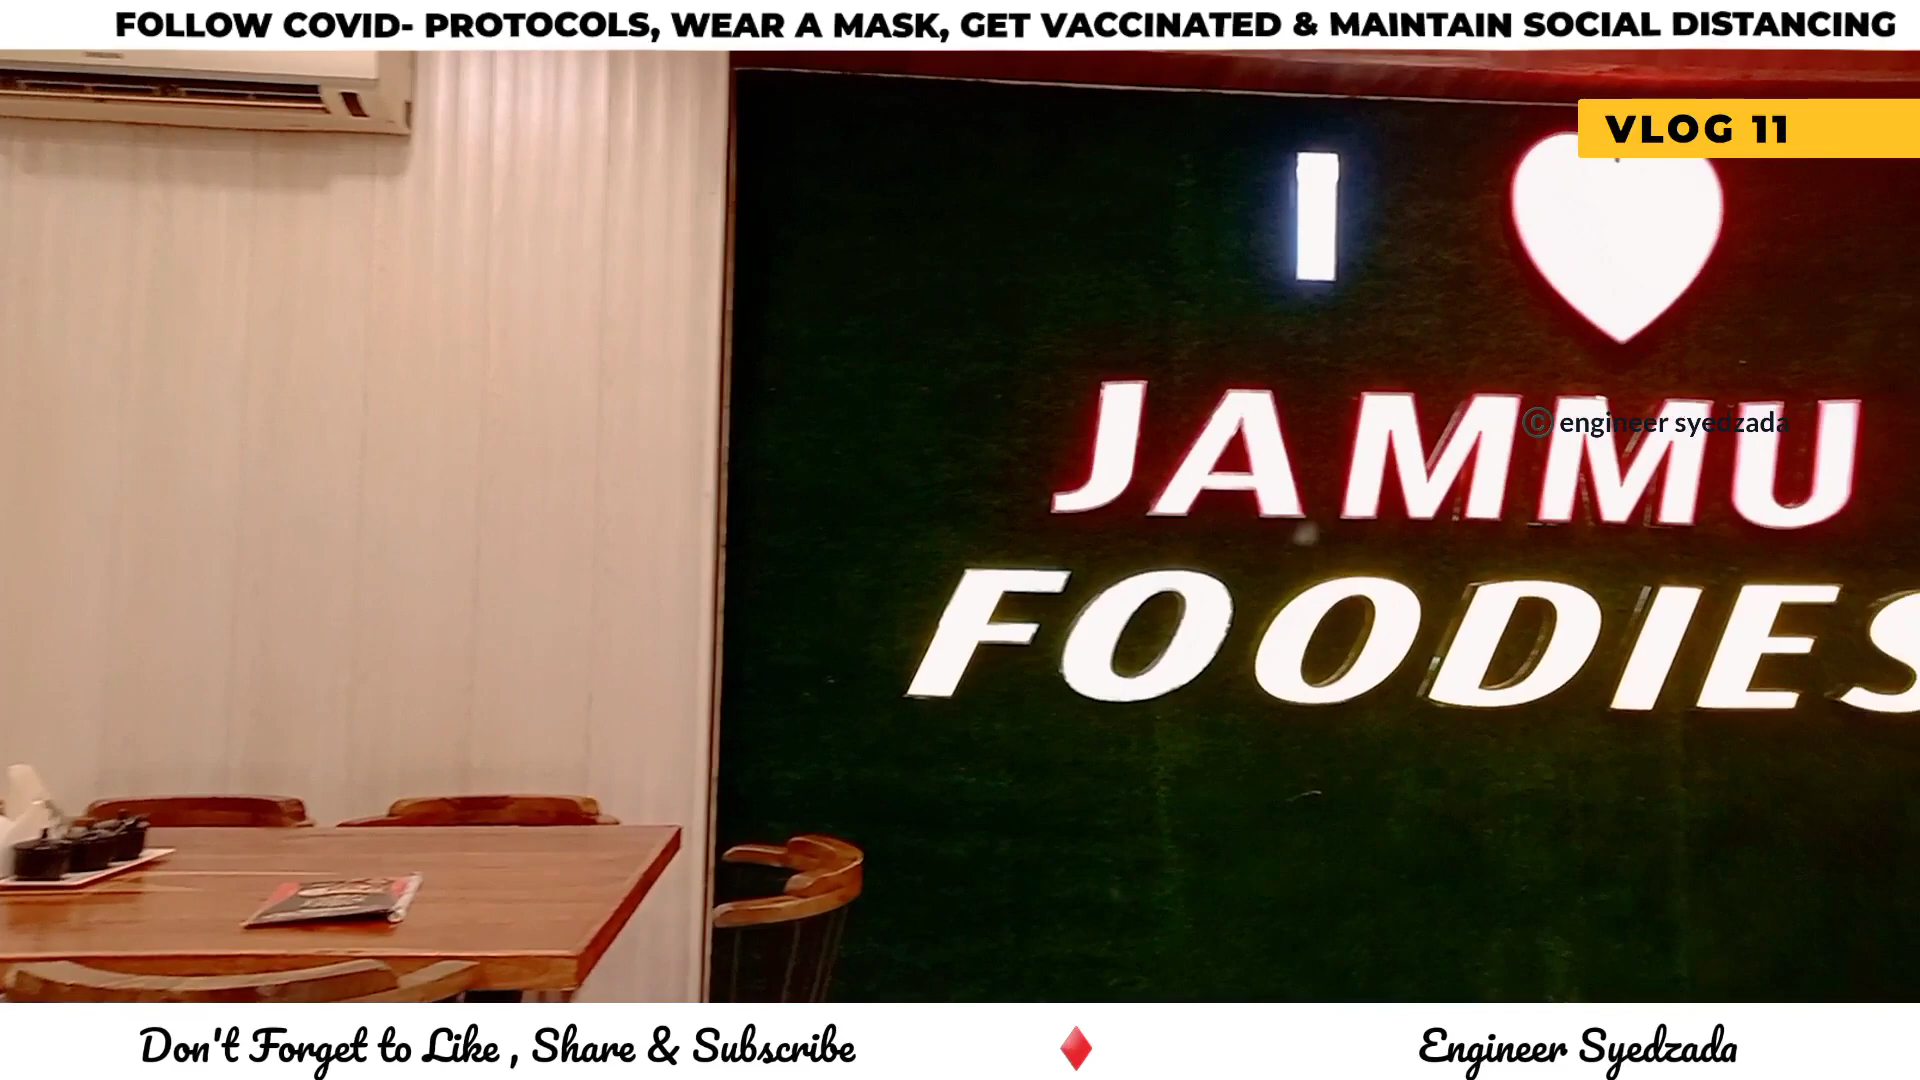 FOLLOW COVID- PROTOCOLS, WEAR A MASK, GET VACCINATED & MAINTAIN SOCIAL DISTANCING
VLOG 11
I
JAMMU
© engineer syedzada
FOODIES
Don't Forget to Like , Share & Subscribe
Engineer Syedzada